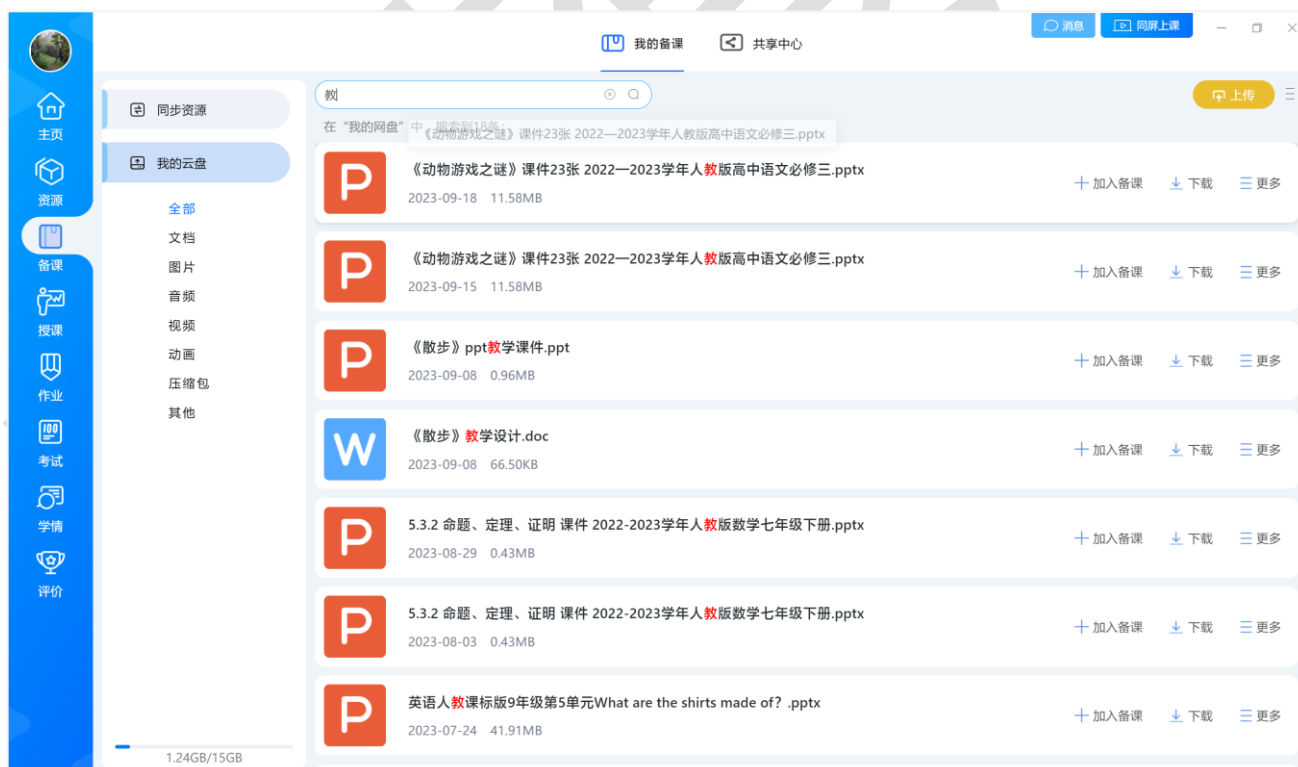 消息
同屏上课
我的备课
共享中心
主页
资源
备课
授课
作业
100
考试
学情
评价
同步资源
我的云盘
全部
文档
图片
音频
视频
动画
压缩包
其他
1.24GB/15GB
教
上传
在“我的网盘”中，搜索到18条：
《动物游戏之谜》课件23张 2022—2023学年人教版高中语文必修三.pptx
《动物游戏之谜》课件23张 2022—2023学年人教版高中语文必修三.pptx
2023-09-18 11.58MB
加入备课 下载 更多
《动物游戏之谜》课件23张 2022—2023学年人教版高中语文必修三.pptx
2023-09-15 11.58MB
加入备课 下载 更多
《散步》ppt教学课件.ppt
2023-09-08 0.96MB
加入备课 下载 更多
W
《散步》教学设计.doc
2023-09-08 66.50KB
加入备课 下载 更多
5.3.2 命题、定理、证明 课件 2022-2023学年人教版数学七年级下册.pptx
2023-08-29 0.43MB
加入备课 下载 更多
5.3.2 命题、定理、证明 课件 2022-2023学年人教版数学七年级下册.pptx
2023-08-03 0.43MB
加入备课 下载 更多
英语人教课标版9年级第5单元What are the shirts made of? .pptx
2023-07-24 41.91MB
加入备课 下载 更多